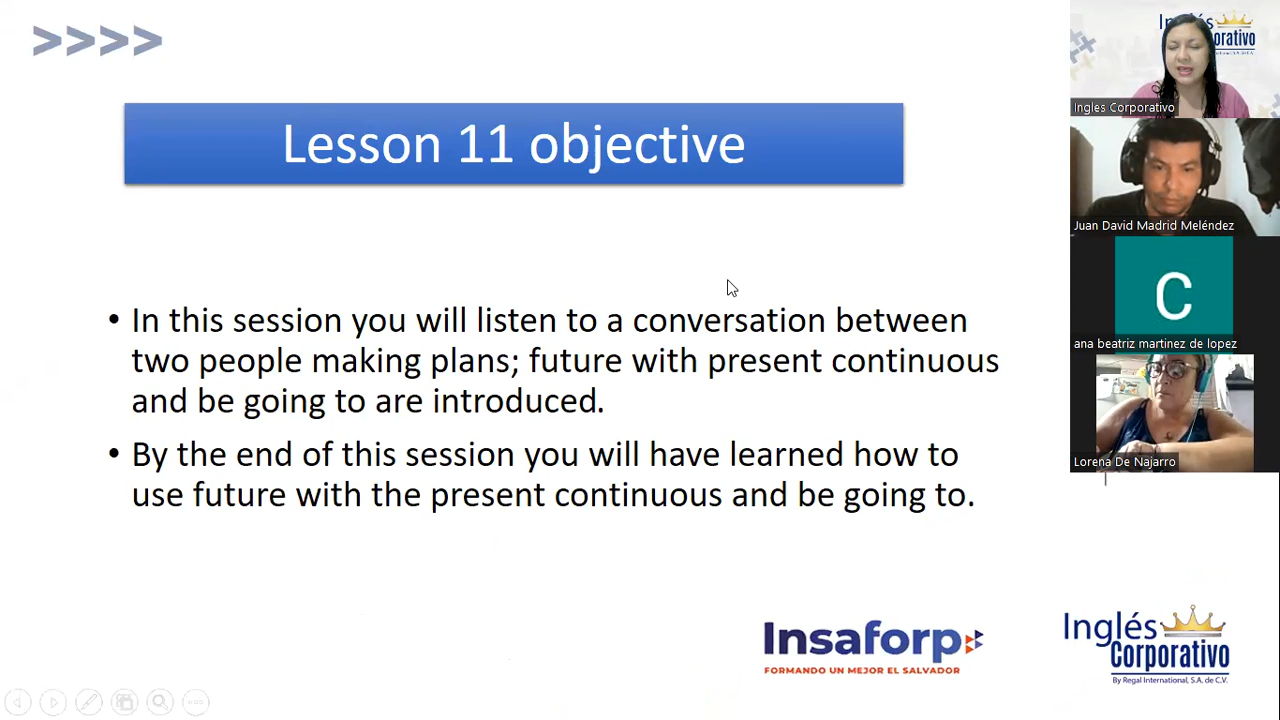 >>>>
Lesson 11 objective
• In this session you will listen to a conversation between
two people making plans; future with present continuous
and be going to are introduced.
• By the end of this session you will have learned how to
use future with the present continuous and be going to.
Insaforp
FORMANDO UN MEJOR EL SALVADOR
Inglés
Corporativo
By Regal International, S.A. de C.V.
Ingles Corporativo
Juan David Madrid Meléndez
C
ana beatriz martinez de lopez
Lorena De Najarro